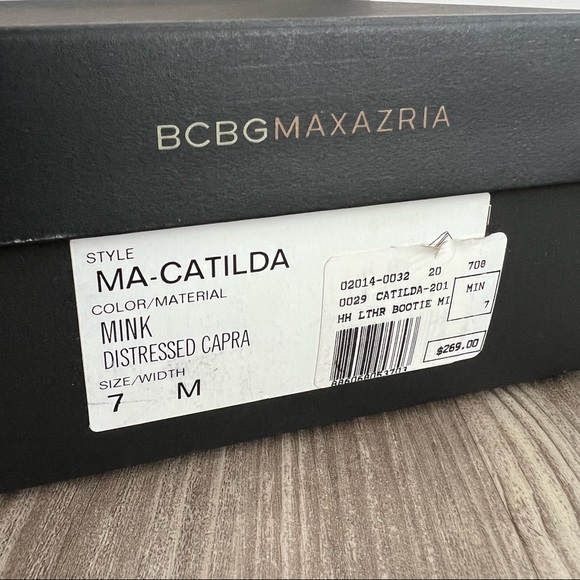 BCBGMAXAZRIA
STYLE
MA-CATILDA
COLOR/MATERIAL
MINK
DISTRESSED CAPRA
SIZE/WIDTH
7 M
02014-0032 20 708
0029 CATILDA-201 MIN
HH LTHR BOOTIE MI 7
$269.00